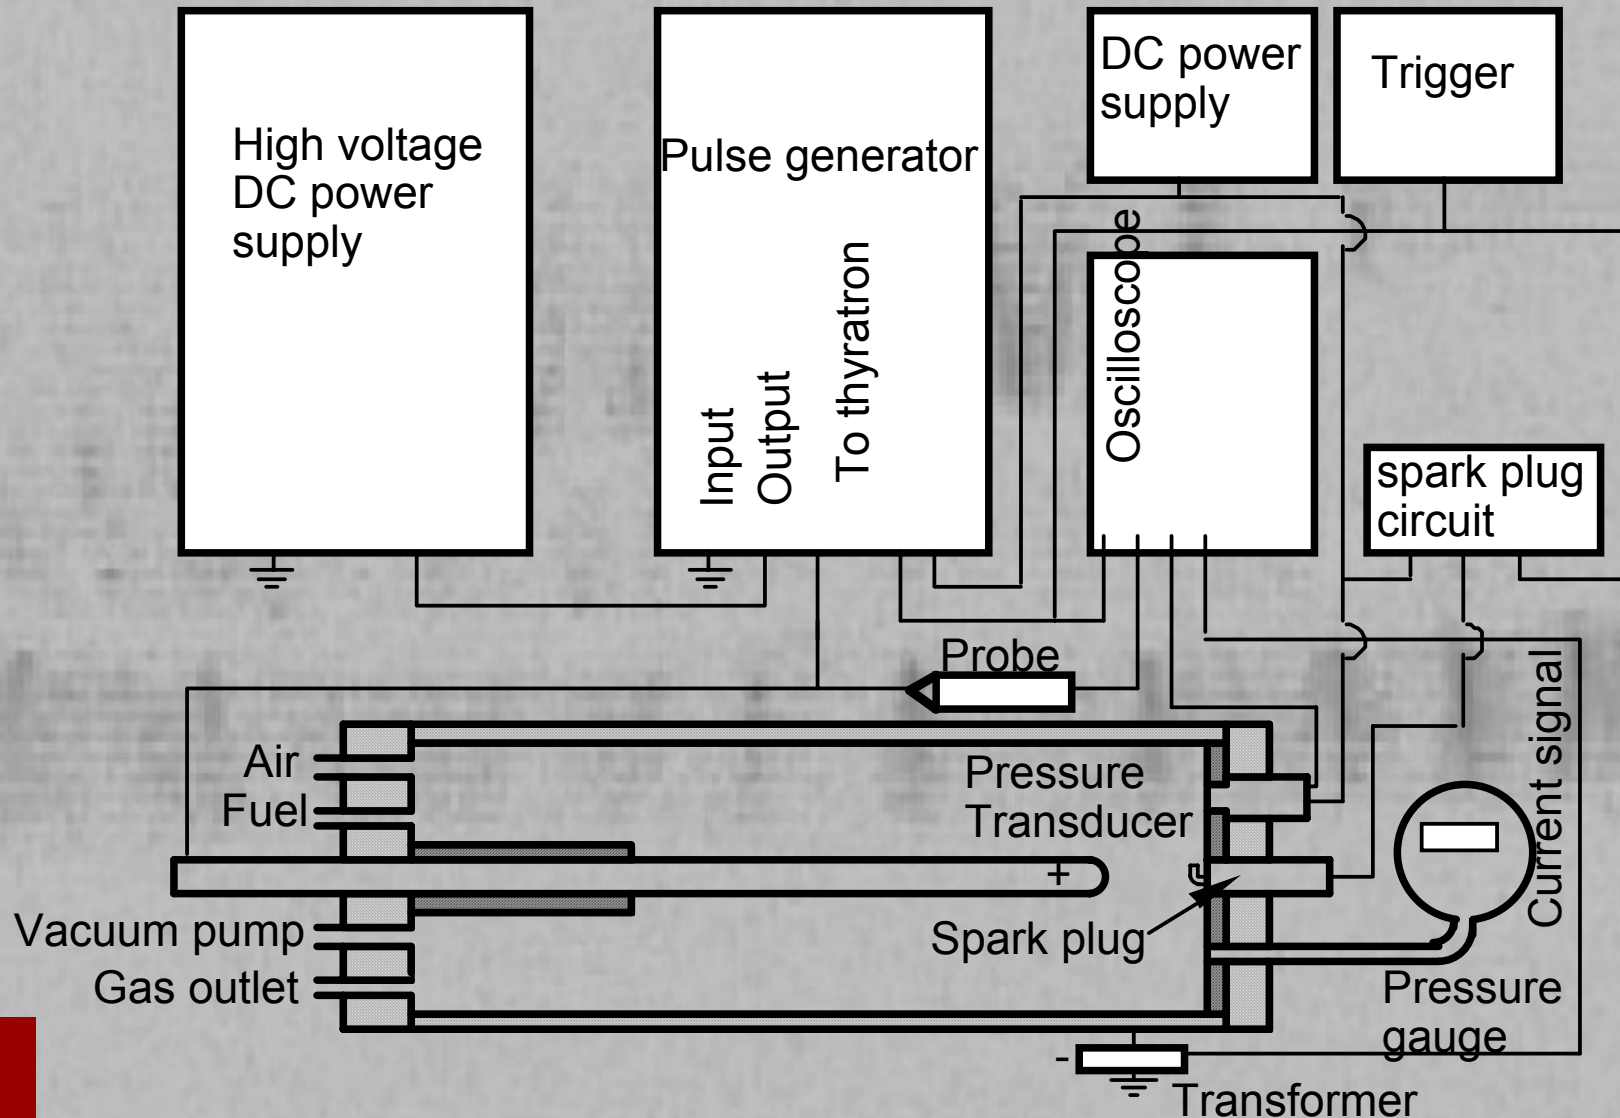 High voltage
DC power
supply
Pulse generator
Input
Output
To thyratron
DC power
supply
Trigger
Oscilloscope
spark plug
circuit
Probe
Air
Fuel
Vacuum pump
Gas outlet
Pressure
Transducer
+
Spark plug
Current signal
Pressure
gauge
-
Transformer